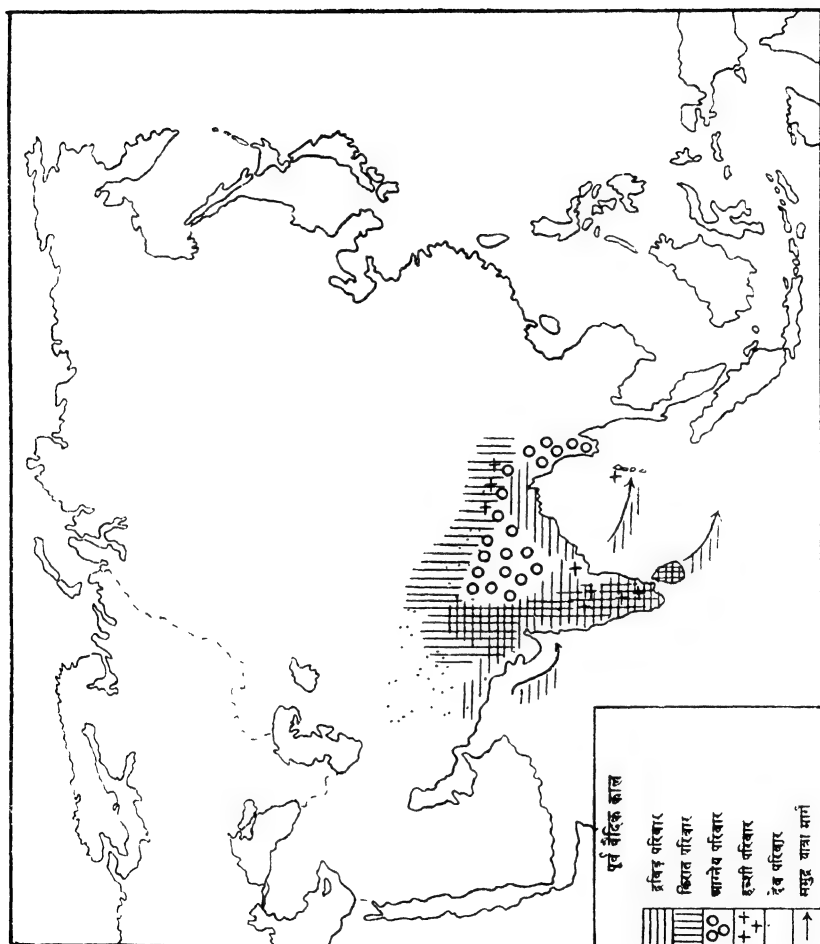 पूर्व वैदिक काल
द्रविड़ परिवार
किरात परिवार
आग्नेय परिवार
हब्शी परिवार
देव परिवार
समुद्र यात्रा मार्ग